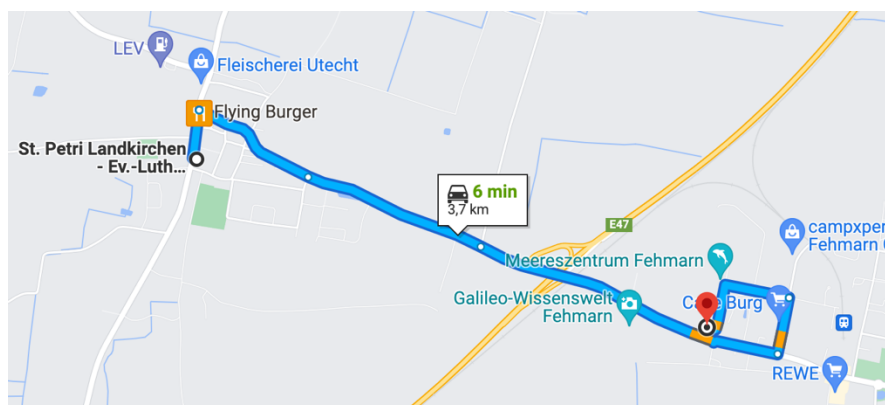 LEV
Fleischerei Utecht
Flying Burger
St. Petri Landkirchen
- Ev.-Luth...
6 min
3,7 km
E47
campxper
Fehmarn
Meereszentrum Fehmarn
Galileo-Wissenswelt
Fehmarn
Burg
REWE